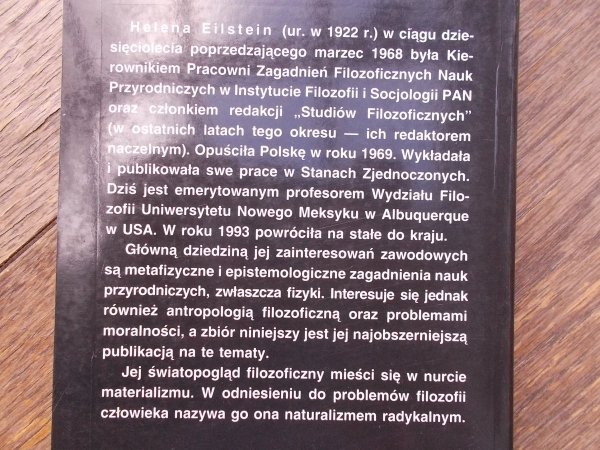 Helena Eilstein (ur. w 1922 r.) w ciągu dzie-
sięciolecia poprzedzającego marzec 1968 była Kie-
rownikiem Pracowni Zagadnień Filozoficznych Nauk
Przyrodniczych w Instytucie Filozofii i Socjologii PAN
oraz członkiem redakcji „Studiów Filozoficznych”
(w ostatnich latach tego okresu — ich redaktorem
naczelnym). Opuściła Polskę w roku 1969. Wykładała
i publikowała swe prace w Stanach Zjednoczonych.
Dziś jest emerytowanym profesorem Wydziału Filo-
zofii Uniwersytetu Nowego Meksyku w Albuquerque
w USA. W roku 1993 powróciła na stałe do kraju.
Główną dziedziną jej zainteresowań zawodowych
są metafizyczne i epistemologiczne zagadnienia nauk
przyrodniczych, zwłaszcza fizyki. Interesuje się jednak
również antropologią filozoficzną oraz problemami
moralności, a zbiór niniejszy jest jej najobszerniejszą
publikacją na te tematy.
Jej światopogląd filozoficzny mieści się w nurcie
materializmu. W odniesieniu do problemów filozofii
człowieka nazywa go ona naturalizmem radykalnym.